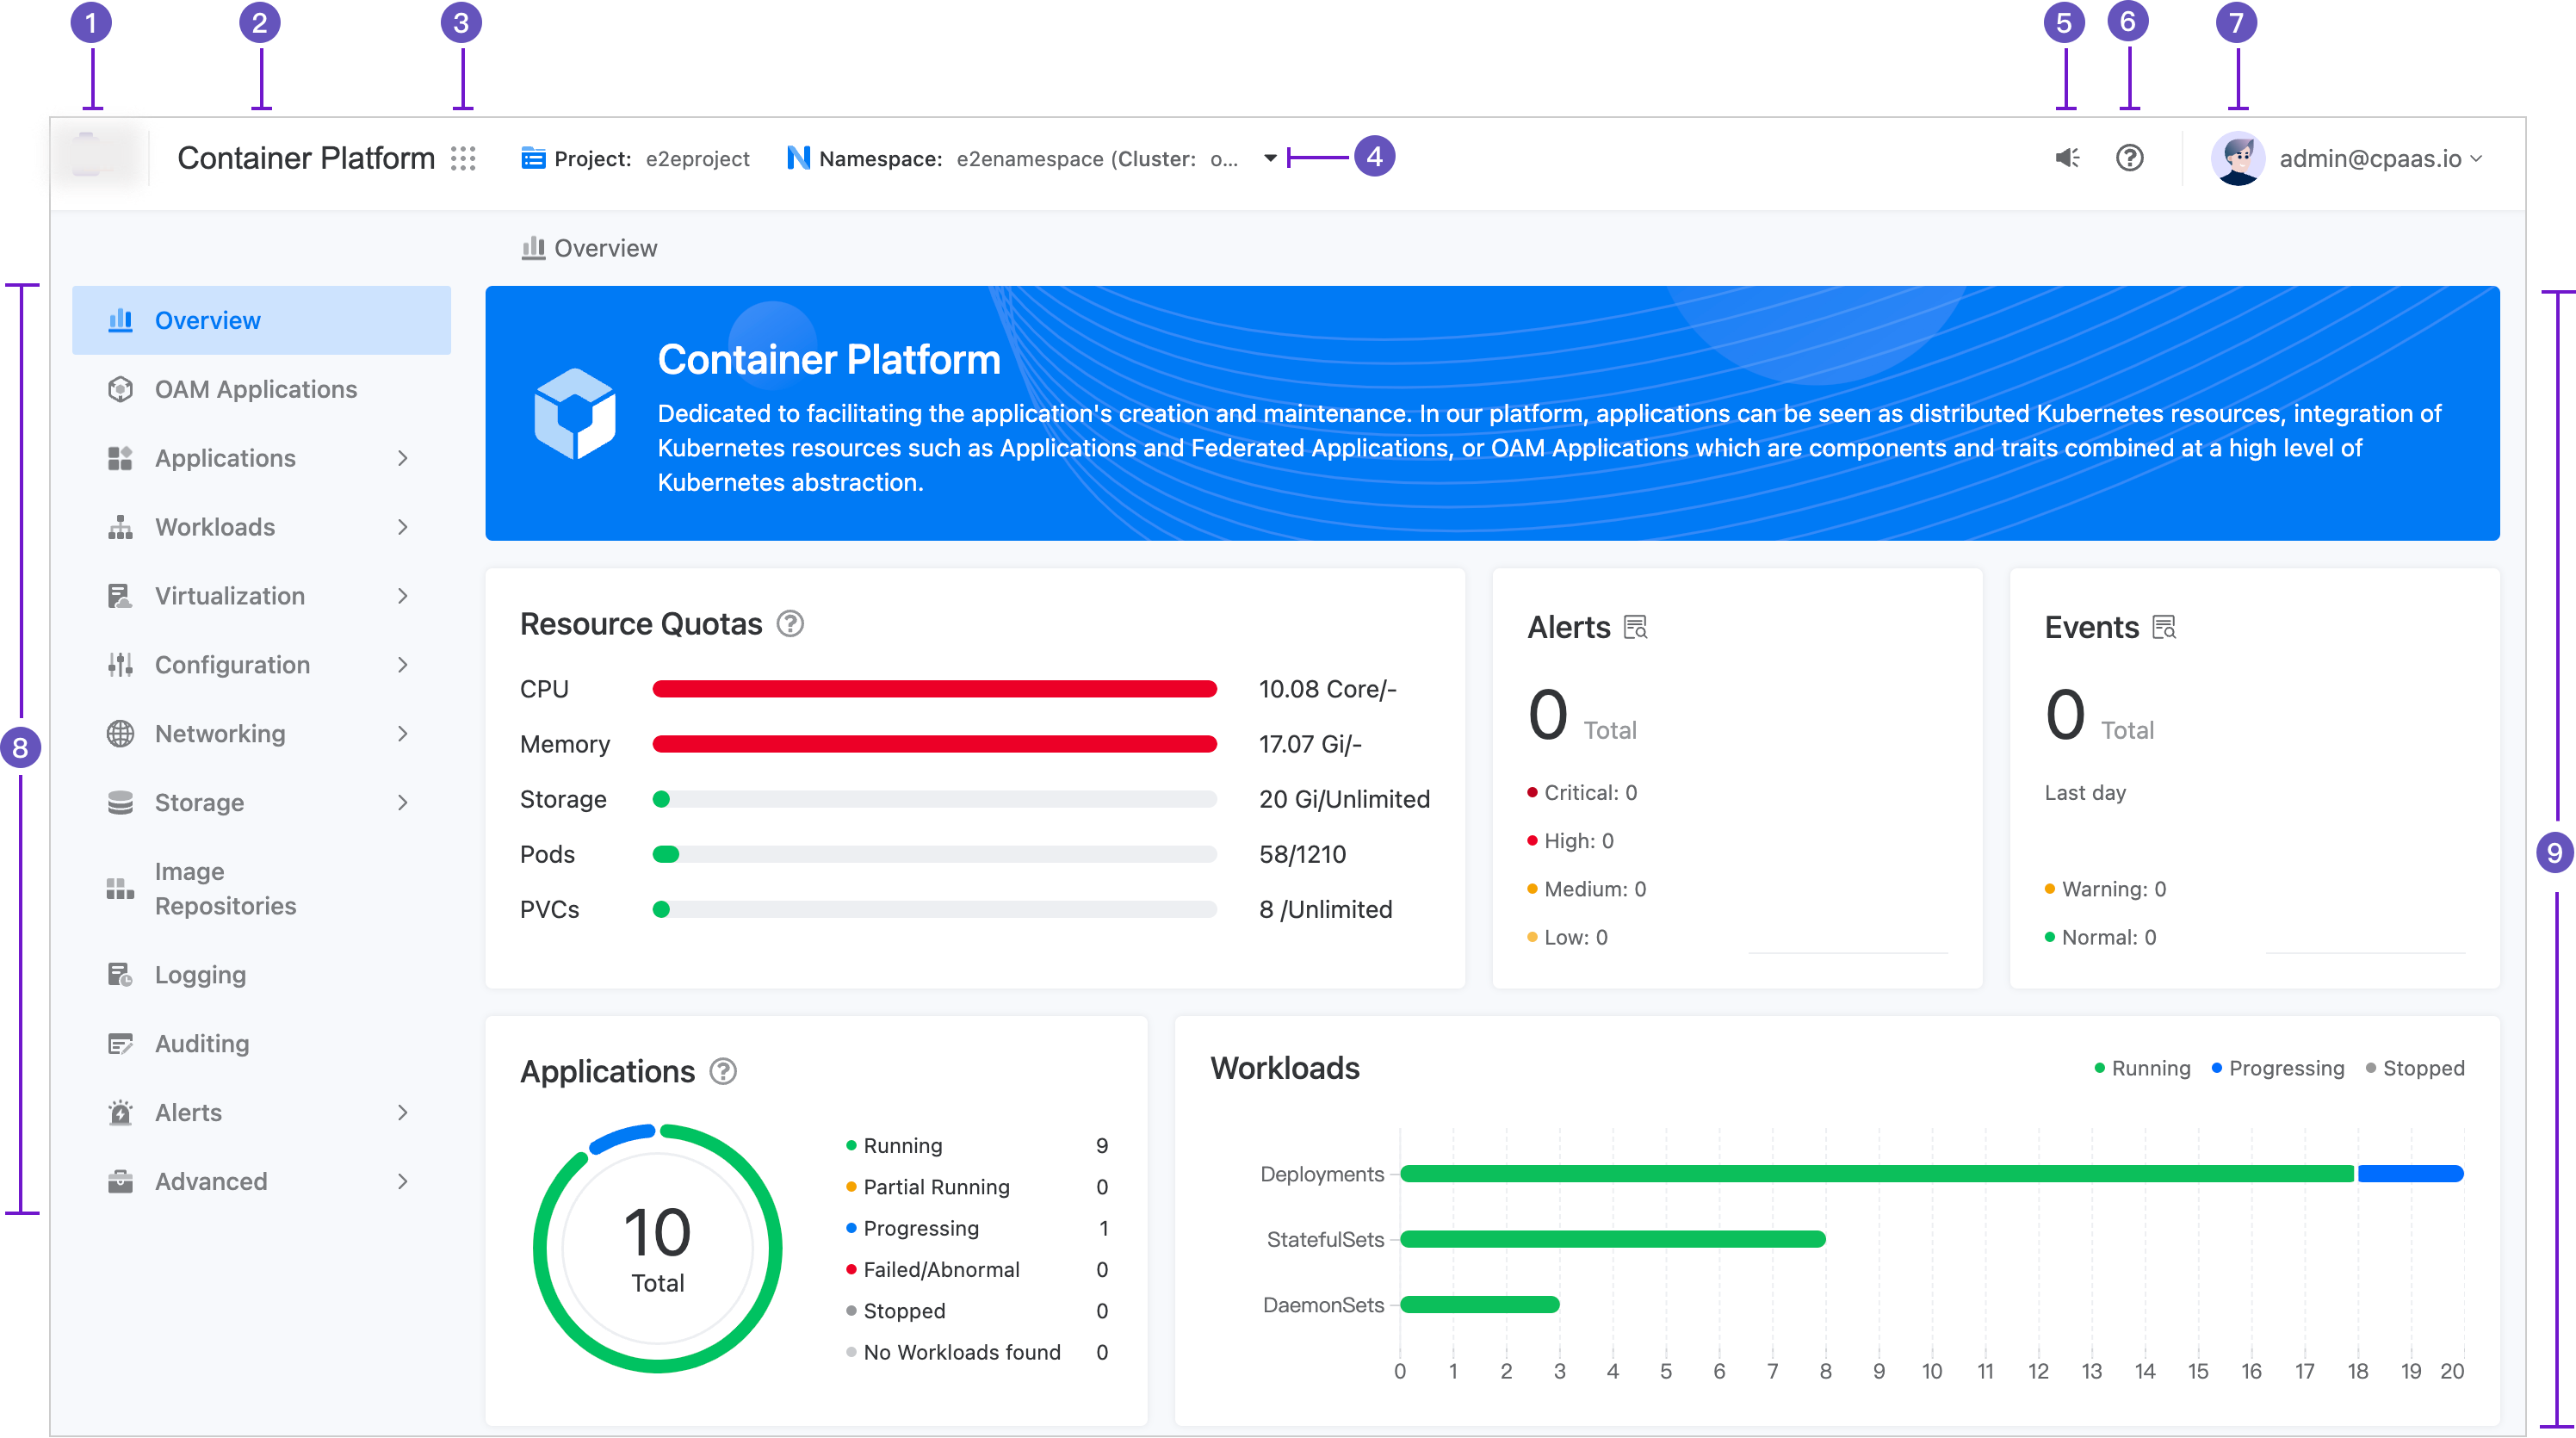 1 2 3 5 6 7
Container Platform Project: e2eproject Namespace: e2enamespace (Cluster: o... 4 admin@cpaas.io
Overview
8
Overview
OAM Applications
Applications
Workloads
Virtualization
Configuration
Networking
Storage
Image
Repositories
Logging
Auditing
Alerts
Advanced
Container Platform
Dedicated to facilitating the application's creation and maintenance. In our platform, applications can be seen as distributed Kubernetes resources, integration of
Kubernetes resources such as Applications and Federated Applications, or OAM Applications which are components and traits combined at a high level of
Kubernetes abstraction.
Resource Quotas
CPU 10.08 Core/-
Memory 17.07 Gi/-
Storage 20 Gi/Unlimited
Pods 58/1210
PVCs 8 /Unlimited
Alerts
0 Total
Critical: 0
High: 0
Medium: 0
Low: 0
Events
0 Total
Last day
Warning: 0
Normal: 0
9
Applications
10
Total
Running 9
Partial Running 0
Progressing 1
Failed/Abnormal 0
Stopped 0
No Workloads found 0
Workloads
Running Progressing Stopped
Deployments
StatefulSets
DaemonSets
0 1 2 3 4 5 6 7 8 9 10 11 12 13 14 15 16 17 18 19 20